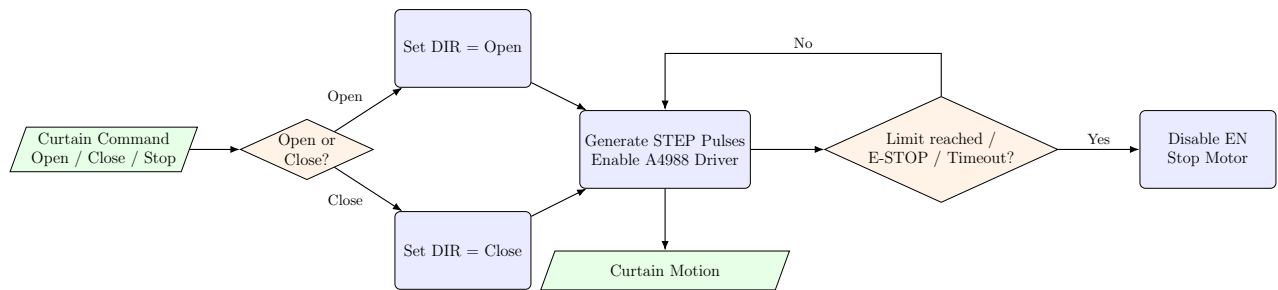 Curtain Command
Open / Close / Stop
Open or
Close?
Open
Close
Set DIR = Open
Set DIR = Close
Generate STEP Pulses
Enable A4988 Driver
Curtain Motion
No
Limit reached /
E-STOP / Timeout?
Yes
Disable EN
Stop Motor